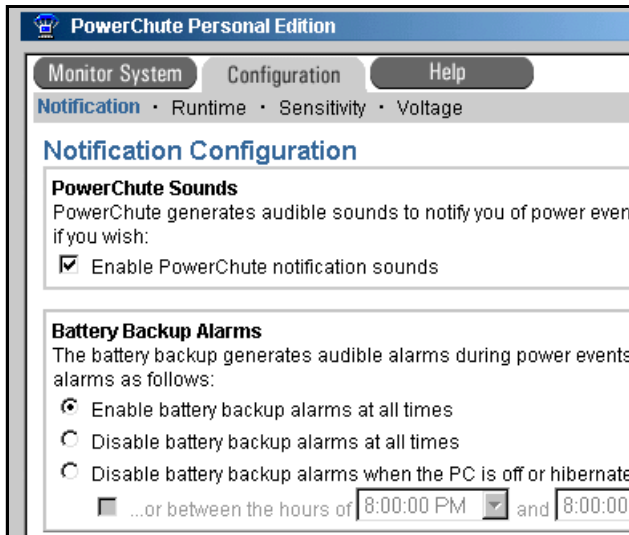 PowerChute Personal Edition
Monitor System Configuration Help
Notification · Runtime · Sensitivity · Voltage
Notification Configuration
PowerChute Sounds
PowerChute generates audible sounds to notify you of power even
if you wish:
Enable PowerChute notification sounds
Battery Backup Alarms
The battery backup generates audible alarms during power events
alarms as follows:
Enable battery backup alarms at all times
Disable battery backup alarms at all times
Disable battery backup alarms when the PC is off or hibernate
...or between the hours of 8:00:00 PM and 8:00:00